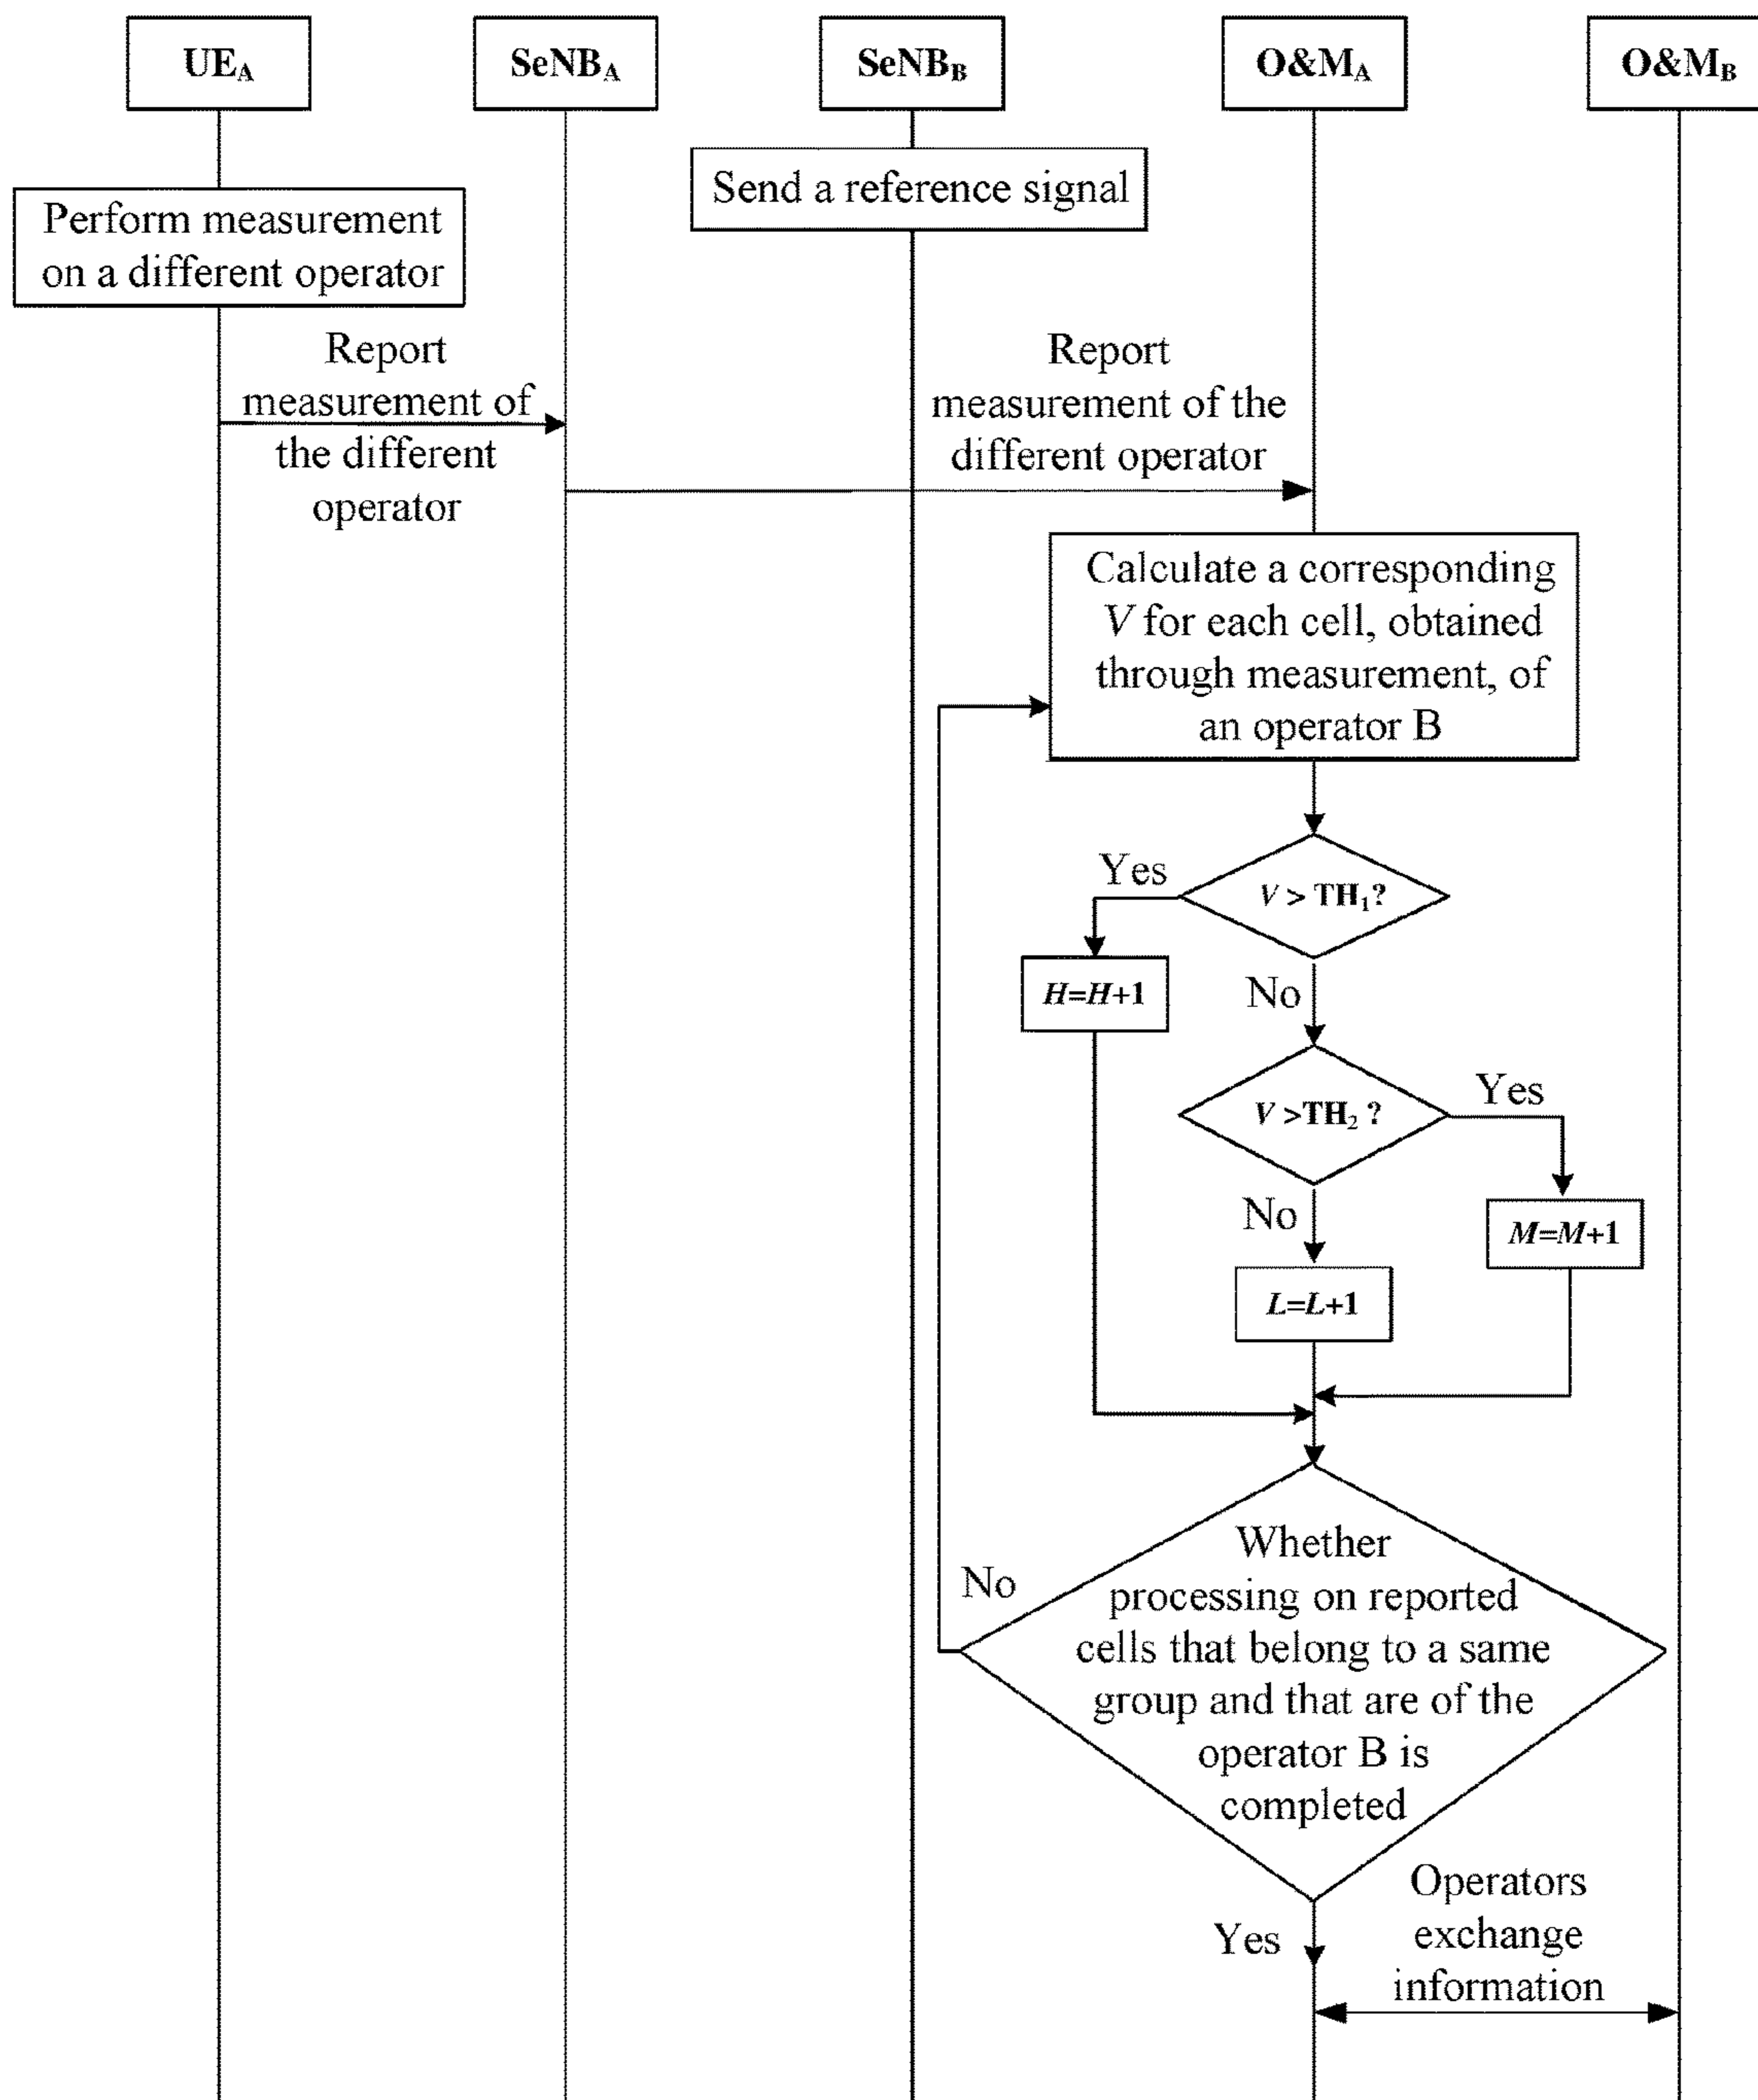 UEA
SeNBA
SeNBB
O&MA
O&MB
Send a reference signal
Perform measurement
on a different operator
Report
measurement of
the different
operator
Report
measurement of the
different operator
Calculate a corresponding
V for each cell, obtained
through measurement, of
an operator B
Yes
V > TH1?
H=H+1
No
V >TH2 ?
Yes
No
M=M+1
L=L+1
No
Whether
processing on reported
cells that belong to a same
group and that are of the
operator B is
completed
Yes
Operators
exchange
information